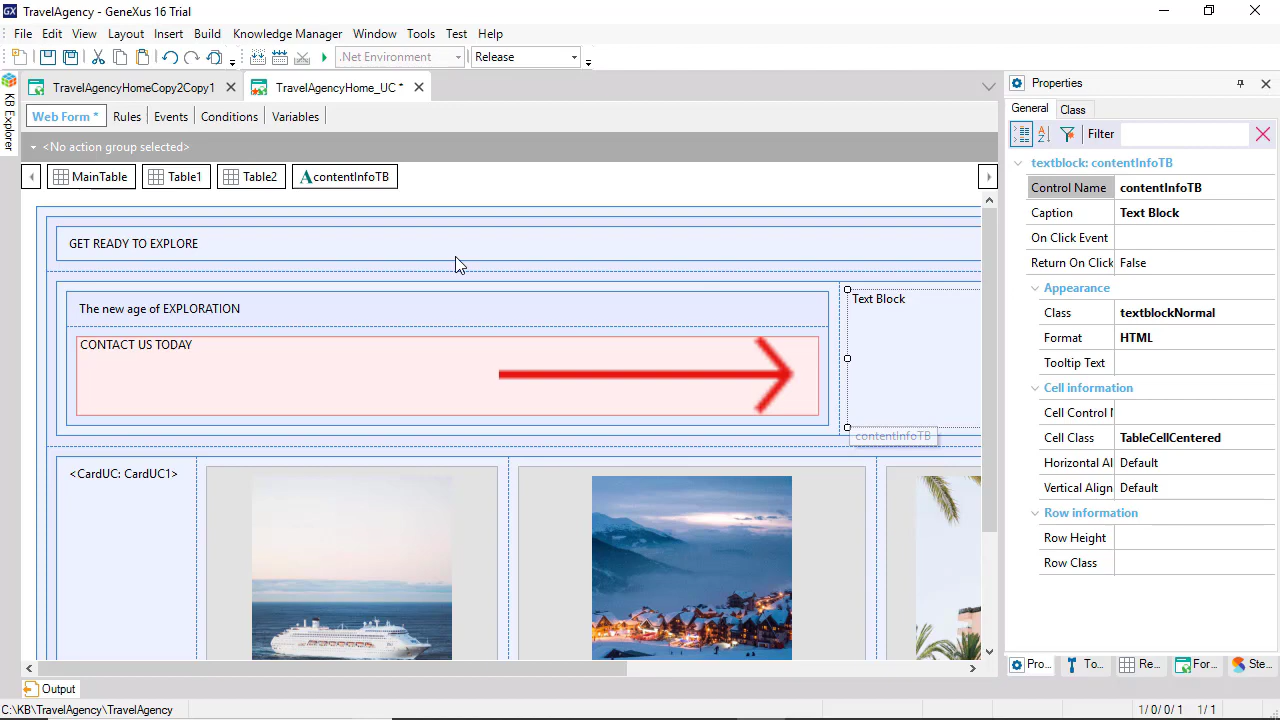 GX TravelAgency - GeneXus 16 Trial
File Edit View Layout Insert Build Knowledge Manager Window Tools Test Help
.Net Environment Release
TravelAgencyHomeCopy2Copy1 TravelAgencyHome_UC *
Web Form * Rules Events Conditions Variables
<No action group selected>
MainTable Table1 Table2 contentInfoTB
GET READY TO EXPLORE
The new age of EXPLORATION
CONTACT US TODAY
Text Block
contentInfoTB
<CardUC: CardUC1>
KB Explorer
Properties
General Class
Filter
textblock: contentInfoTB
Control Name contentInfoTB
Caption Text Block
On Click Event
Return On Click False
Appearance
Class textblockNormal
Format HTML
Tooltip Text
Cell information
Cell Control N
Cell Class TableCellCentered
Horizontal Al Default
Vertical Align Default
Row information
Row Height
Row Class
Pro... To... Re... For... Ste...
Output
C:\KB\TravelAgency\TravelAgency 1/ 0/ 0/ 1 1/ 1